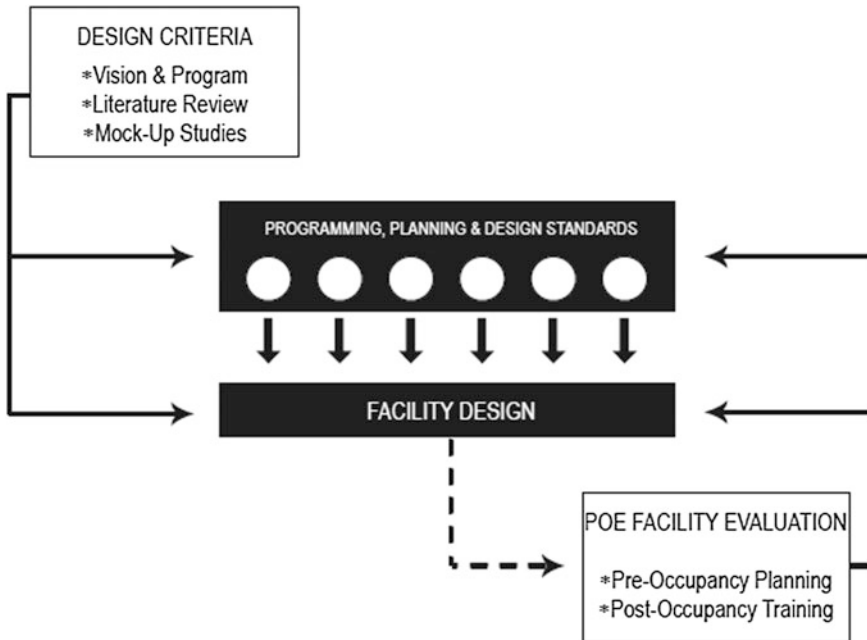 DESIGN CRITERIA
*Vision & Program
*Literature Review
*Mock-Up Studies
PROGRAMMING, PLANNING & DESIGN STANDARDS
FACILITY DESIGN
POE FACILITY EVALUATION
*Pre-Occupancy Planning
*Post-Occupancy Training